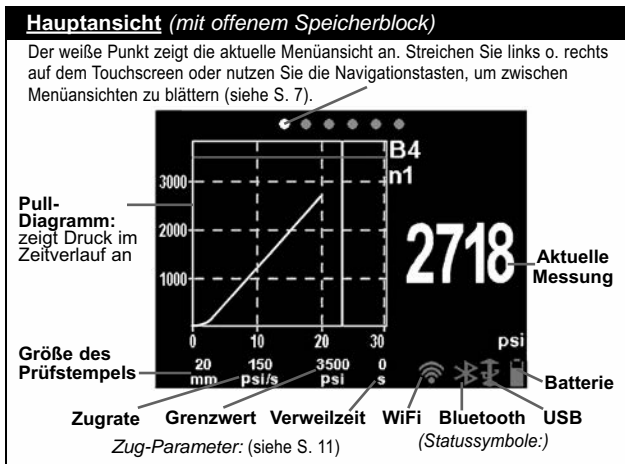 Hauptansicht (mit offenem Speicherblock)
Der weiße Punkt zeigt die aktuelle Menüansicht an. Streichen Sie links o. rechts
auf dem Touchscreen oder nutzen Sie die Navigationstasten, um zwischen
Menüansichten zu blättern (siehe S. 7).
B4
n1
3000
2000
1000
0 10 20 30
Pull-
Diagramm:
zeigt Druck im
Zeitverlauf an
2718
psi
Aktuelle
Messung
Größe des
Prüfstempels
20 150 3500 0
mm psi/s psi s
Batterie
Zugrate Grenzwert Verweilzeit WiFi Bluetooth USB
Zug-Parameter: (siehe S. 11) (Statussymbole:)